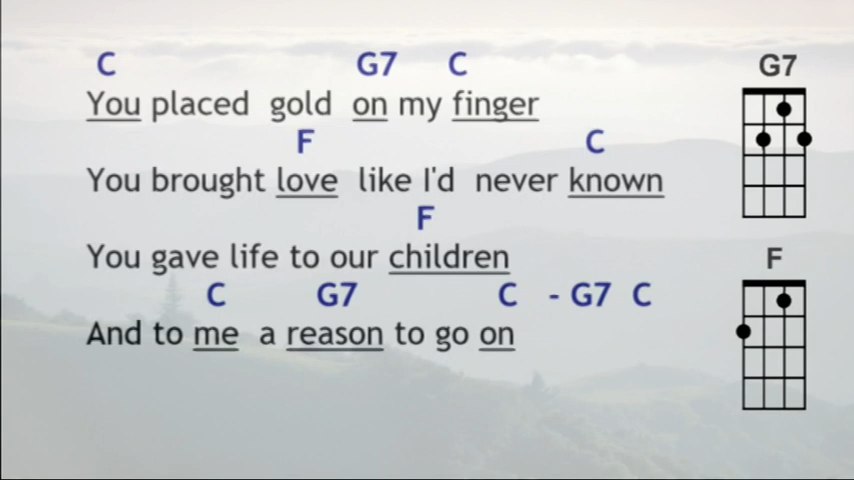 C G7 C
You placed gold on my finger
F C
You brought love like I'd never known
F
You gave life to our children
C G7 C - G7 C
And to me a reason to go on
G7
F